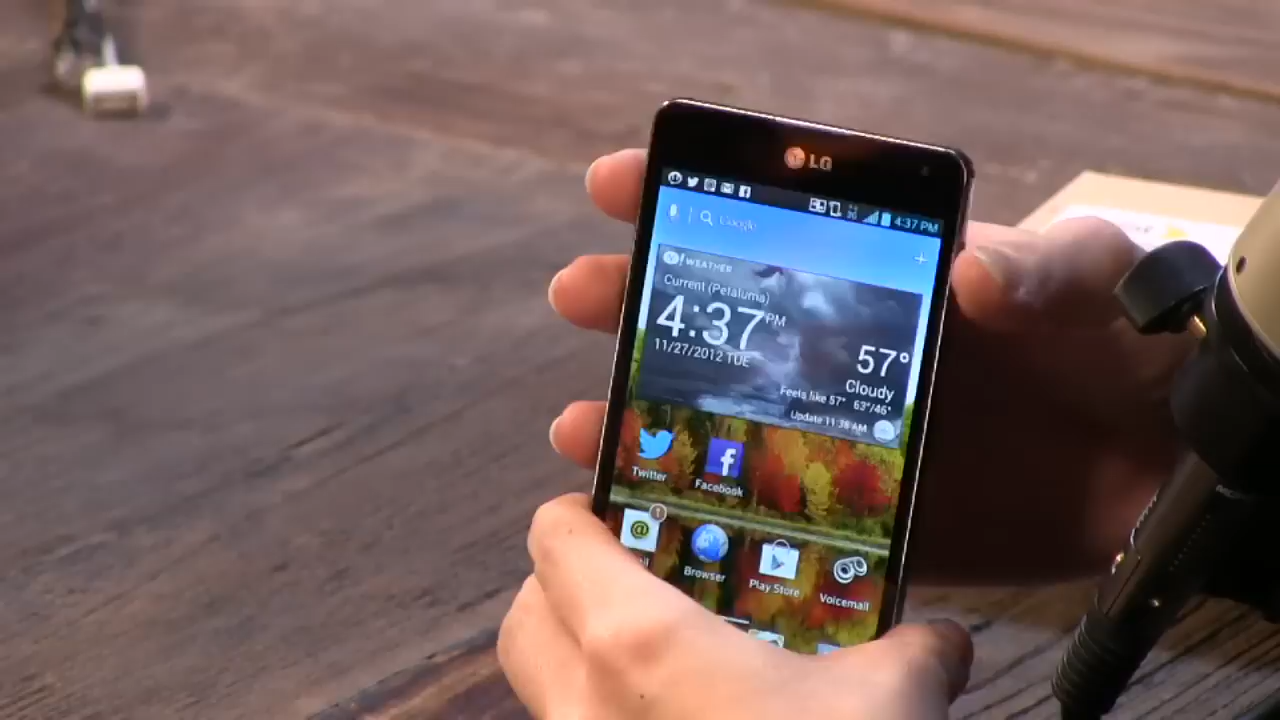 LG
4:37 PM
Google
Y! WEATHER
Current (Petaluma)
4:37 PM
11/27/2012 TUE
57°
Cloudy
Feels like 57° 63°/46°
Update 11:36 AM
Twitter
Facebook
Browser
Play Store
Voicemail